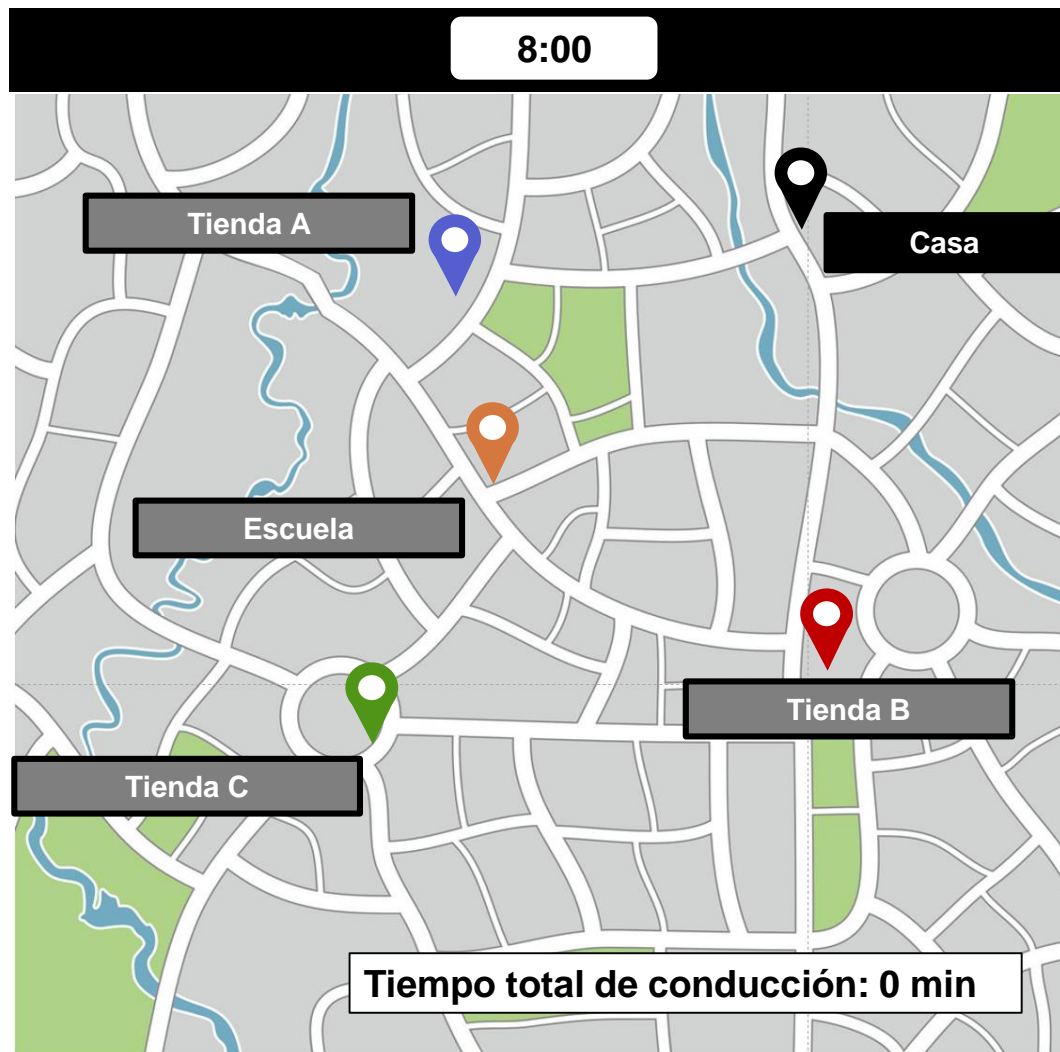 8:00
Tienda A
Casa
Escuela
Tienda B
Tienda C
Tiempo total de conducción: 0 min